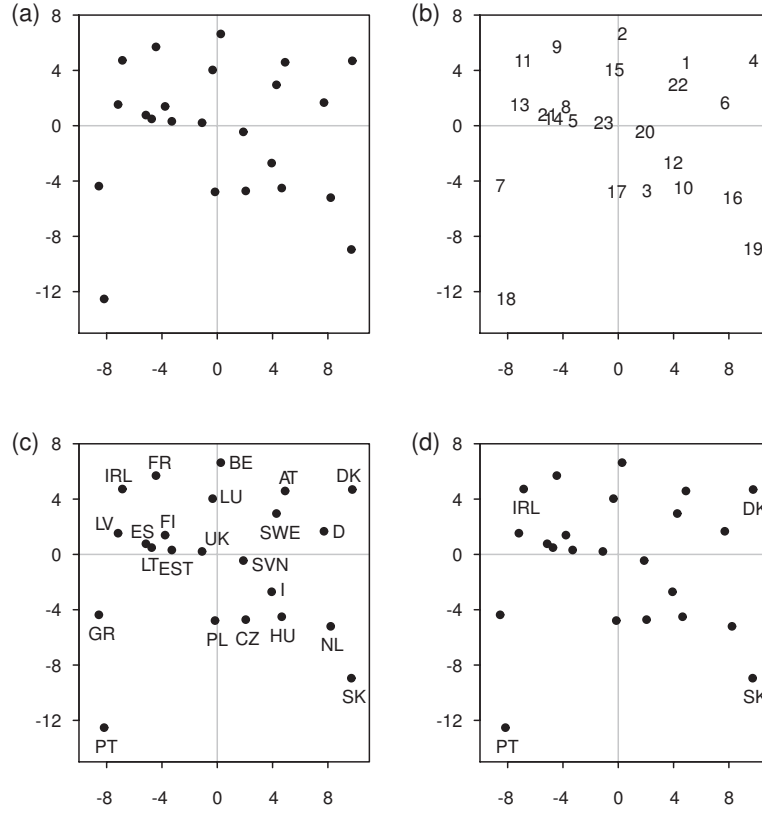 (a)
8
4
0
-4
-8
-12
-8 -4 0 4 8
(b)
8
4
0
-4
-8
-12
2
9
11
15
1
4
22
13
8
6
21
14
5
23
20
12
7
17
3
10
16
19
18
-8 -4 0 4 8
(c)
8
4
0
-4
-8
-12
FR
BE
IRL
AT
DK
LU
LV
ES
FI
UK
SWE
D
LT
EST
SVN
I
GR
PL
CZ
HU
NL
SK
PT
-8 -4 0 4 8
(d)
8
4
0
-4
-8
-12
IRL
DK
SK
PT
-8 -4 0 4 8